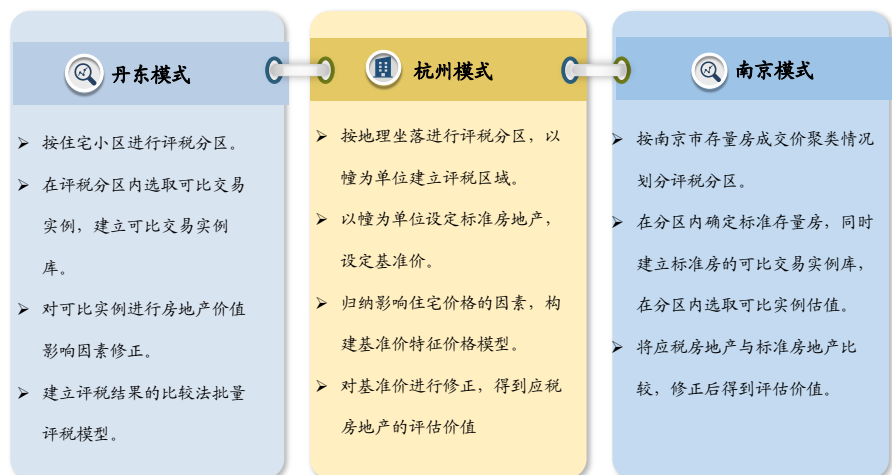 丹东模式
➢ 按住宅小区进行评税分区。
➢ 在评税分区内选取可比交易
实例，建立可比交易实例
库。
➢ 对可比实例进行房地产价值
影响因素修正。
➢ 建立评税结果的比较法批量
评税模型。
杭州模式
➢ 按地理坐落进行评税分区，以
幢为单位建立评税区域。
➢ 以幢为单位设定标准房地产，
设定基准价。
➢ 归纳影响住宅价格的因素，构
建基准价特征价格模型。
➢ 对基准价进行修正，得到应税
房地产的评估价值
南京模式
➢ 按南京市存量房成交价聚类情况
划分评税分区。
➢ 在分区内确定标准存量房，同时
建立标准房的可比交易实例库，
在分区内选取可比实例估值。
➢ 将应税房地产与标准房地产比
较，修正后得到评估价值。